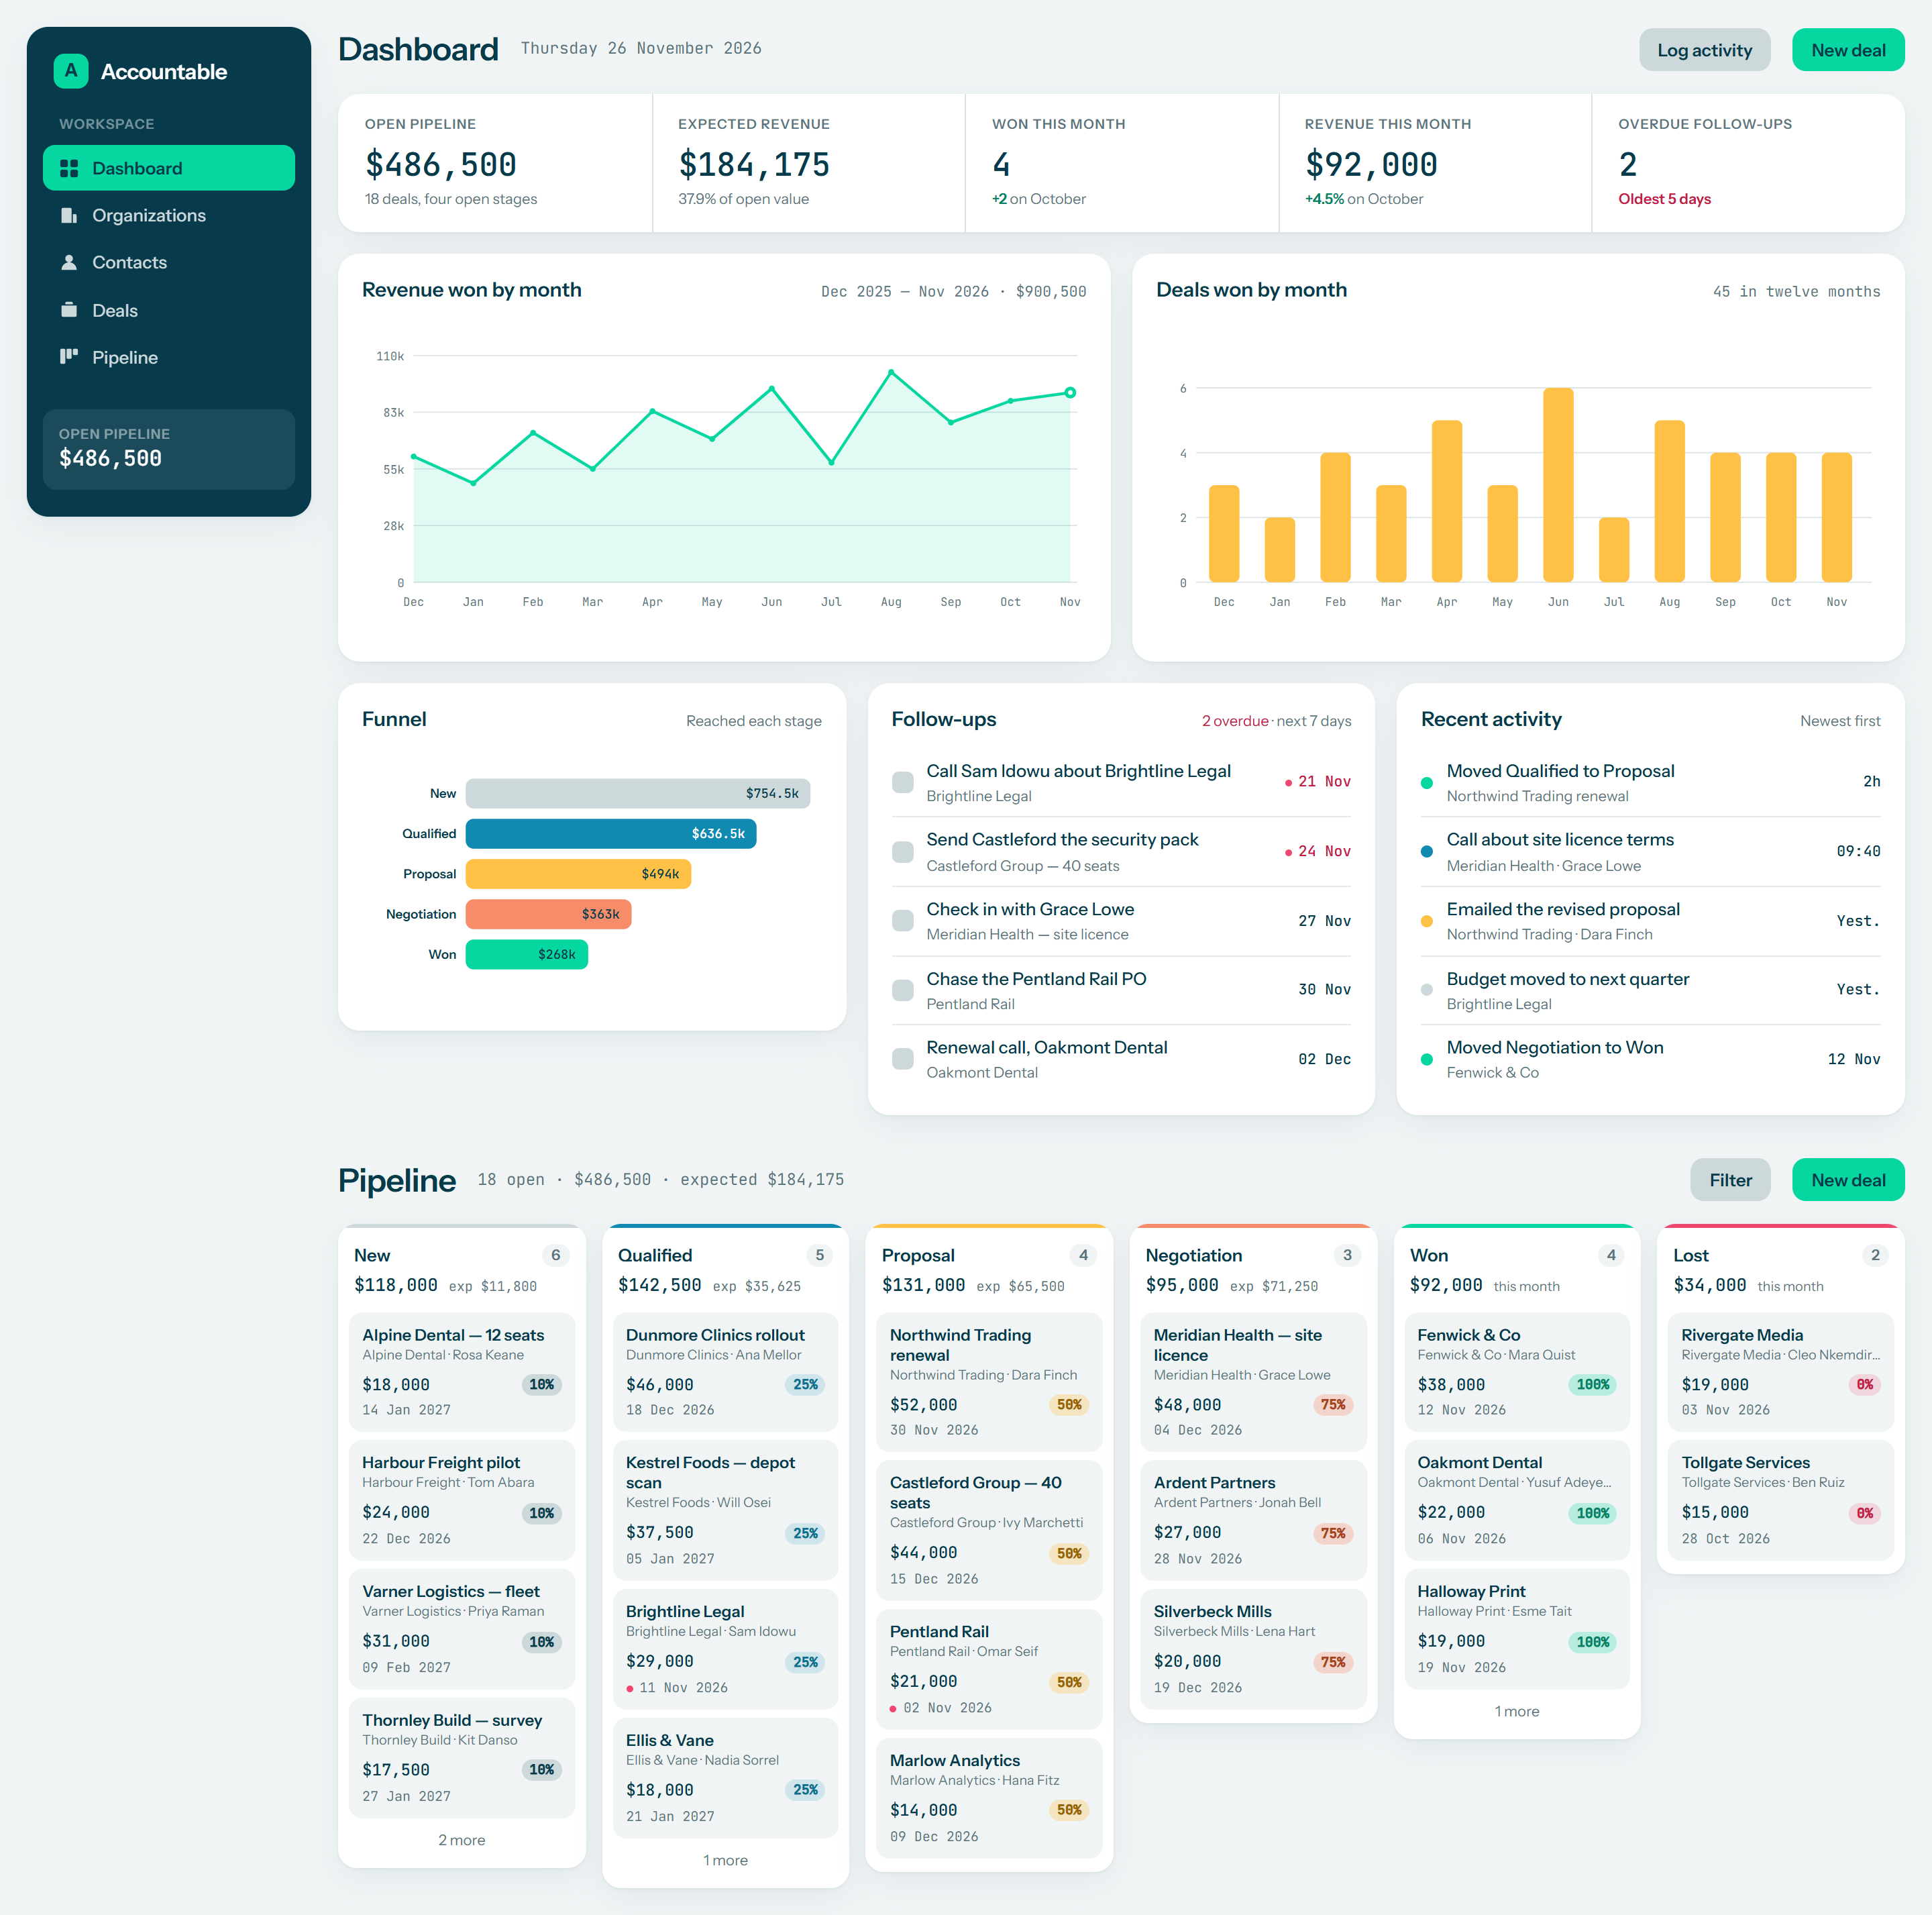 A Accountable
WORKSPACE
Dashboard
Organizations
Contacts
Deals
Pipeline
OPEN PIPELINE
$486,500
Dashboard Thursday 26 November 2026
Log activity
New deal
OPEN PIPELINE
$486,500
18 deals, four open stages
EXPECTED REVENUE
$184,175
37.9% of open value
WON THIS MONTH
4
+2 on October
REVENUE THIS MONTH
$92,000
+4.5% on October
OVERDUE FOLLOW-UPS
2
Oldest 5 days
Revenue won by month Dec 2025 — Nov 2026 · $900,500
110k
83k
55k
28k
0
Dec Jan Feb Mar Apr May Jun Jul Aug Sep Oct Nov
Deals won by month 45 in twelve months
6
4
2
0
Dec Jan Feb Mar Apr May Jun Jul Aug Sep Oct Nov
Funnel Reached each stage
New $754.5k
Qualified $636.5k
Proposal $494k
Negotiation $363k
Won $268k
Follow-ups 2 overdue · next 7 days
Call Sam Idowu about Brightline Legal 21 Nov
Brightline Legal
Send Castleford the security pack 24 Nov
Castleford Group — 40 seats
Check in with Grace Lowe 27 Nov
Meridian Health — site licence
Chase the Pentland Rail PO 30 Nov
Pentland Rail
Renewal call, Oakmont Dental 02 Dec
Oakmont Dental
Recent activity Newest first
Moved Qualified to Proposal 2h
Northwind Trading renewal
Call about site licence terms 09:40
Meridian Health · Grace Lowe
Emailed the revised proposal Yest.
Northwind Trading · Dara Finch
Budget moved to next quarter Yest.
Brightline Legal
Moved Negotiation to Won 12 Nov
Fenwick & Co
Pipeline 18 open · $486,500 · expected $184,175
Filter
New deal
New 6
$118,000 exp $11,800
Alpine Dental — 12 seats
Alpine Dental · Rosa Keane
$18,000 10%
14 Jan 2027
Harbour Freight pilot
Harbour Freight · Tom Abara
$24,000 10%
22 Dec 2026
Varner Logistics — fleet
Varner Logistics · Priya Raman
$31,000 10%
09 Feb 2027
Thornley Build — survey
Thornley Build · Kit Danso
$17,500 10%
27 Jan 2027
2 more
Qualified 5
$142,500 exp $35,625
Dunmore Clinics rollout
Dunmore Clinics · Ana Mellor
$46,000 25%
18 Dec 2026
Kestrel Foods — depot
scan
Kestrel Foods · Will Osei
$37,500 25%
05 Jan 2027
Brightline Legal
Brightline Legal · Sam Idowu
$29,000 25%
11 Nov 2026
Ellis & Vane
Ellis & Vane · Nadia Sorrel
$18,000 25%
21 Jan 2027
1 more
Proposal 4
$131,000 exp $65,500
Northwind Trading
renewal
Northwind Trading · Dara Finch
$52,000 50%
30 Nov 2026
Castleford Group — 40
seats
Castleford Group · Ivy Marchetti
$44,000 50%
15 Dec 2026
Pentland Rail
Pentland Rail · Omar Seif
$21,000 50%
02 Nov 2026
Marlow Analytics
Marlow Analytics · Hana Fitz
$14,000 50%
09 Dec 2026
Negotiation 3
$95,000 exp $71,250
Meridian Health — site
licence
Meridian Health · Grace Lowe
$48,000 75%
04 Dec 2026
Ardent Partners
Ardent Partners · Jonah Bell
$27,000 75%
28 Nov 2026
Silverbeck Mills
Silverbeck Mills · Lena Hart
$20,000 75%
19 Dec 2026
Won 4
$92,000 this month
Fenwick & Co
Fenwick & Co · Mara Quist
$38,000 100%
12 Nov 2026
Oakmont Dental
Oakmont Dental · Yusuf Adeye…
$22,000 100%
06 Nov 2026
Halloway Print
Halloway Print · Esme Tait
$19,000 100%
19 Nov 2026
1 more
Lost 2
$34,000 this month
Rivergate Media
Rivergate Media · Cleo Nkemdir…
$19,000 0%
03 Nov 2026
Tollgate Services
Tollgate Services · Ben Ruiz
$15,000 0%
28 Oct 2026